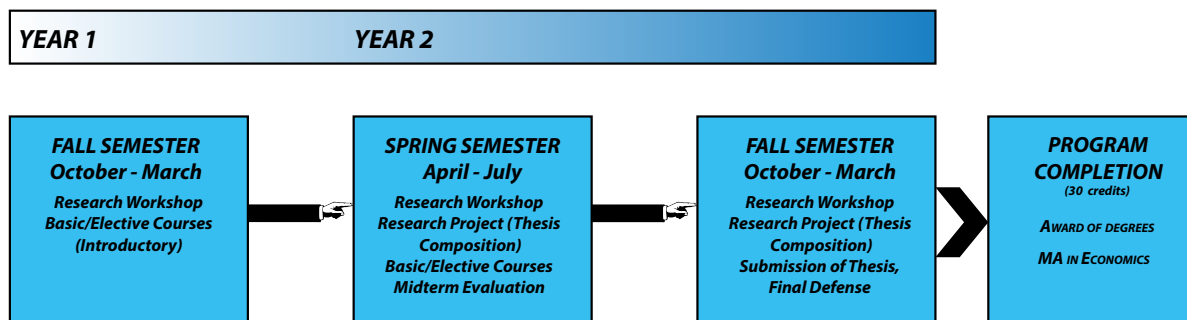 YEAR 1
YEAR 2
FALL SEMESTER
October - March
Research Workshop
Basic/Elective Courses
(Introductory)
SPRING SEMESTER
April - July
Research Workshop
Research Project (Thesis
Composition)
Basic/Elective Courses
Midterm Evaluation
FALL SEMESTER
October - March
Research Workshop
Research Project (Thesis
Composition)
Submission of Thesis,
Final Defense
PROGRAM
COMPLETION
(30 credits)
AWARD OF DEGREES
MA IN ECONOMICS